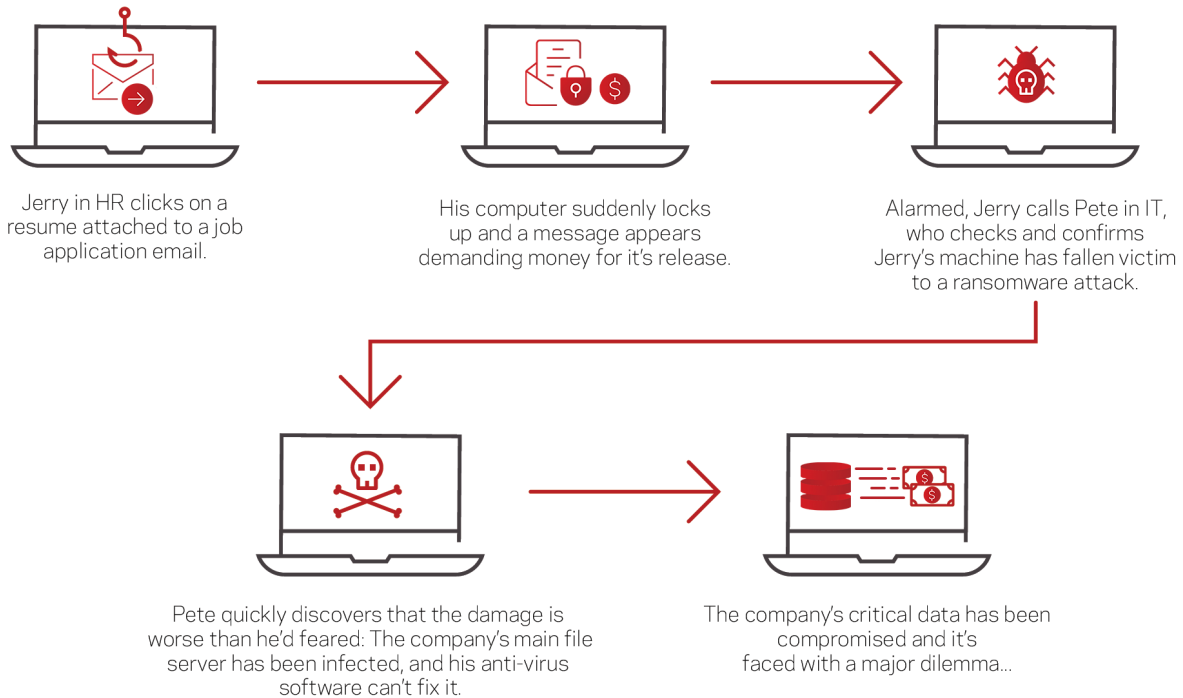 Jerry in HR clicks on a
resume attached to a job
application email.
His computer suddenly locks
up and a message appears
demanding money for it's release.
Alarmed, Jerry calls Pete in IT,
who checks and confirms
Jerry's machine has fallen victim
to a ransomware attack.
Pete quickly discovers that the damage is
worse than he'd feared: The company's main file
server has been infected, and his anti-virus
software can't fix it.
The company's critical data has been
compromised and it's
faced with a major dilemma...